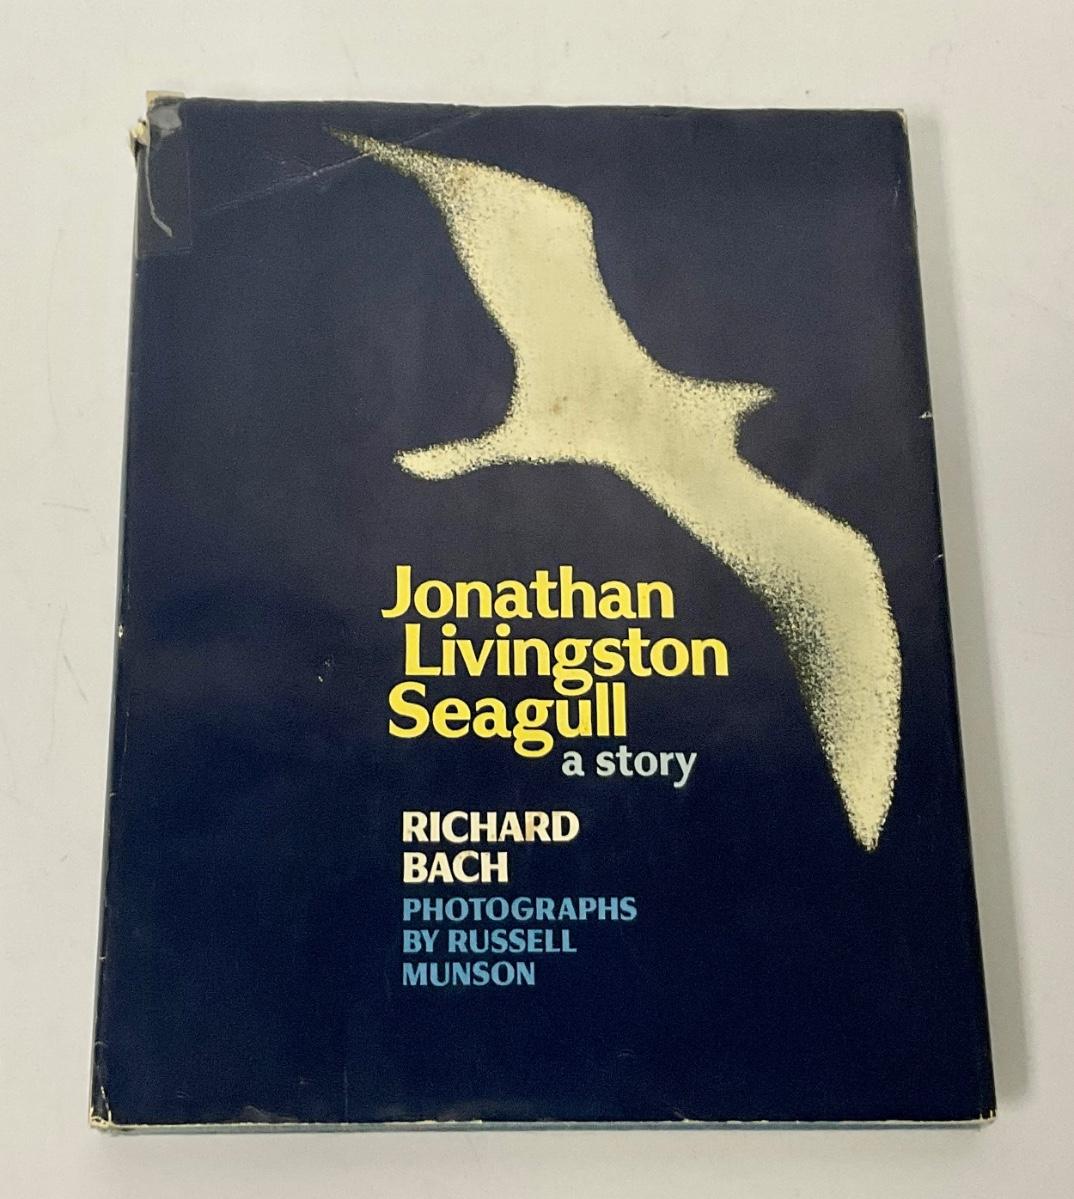 Jonathan
Livingston
Seagull
a story
RICHARD
BACH
PHOTOGRAPHS
BY RUSSELL
MUNSON